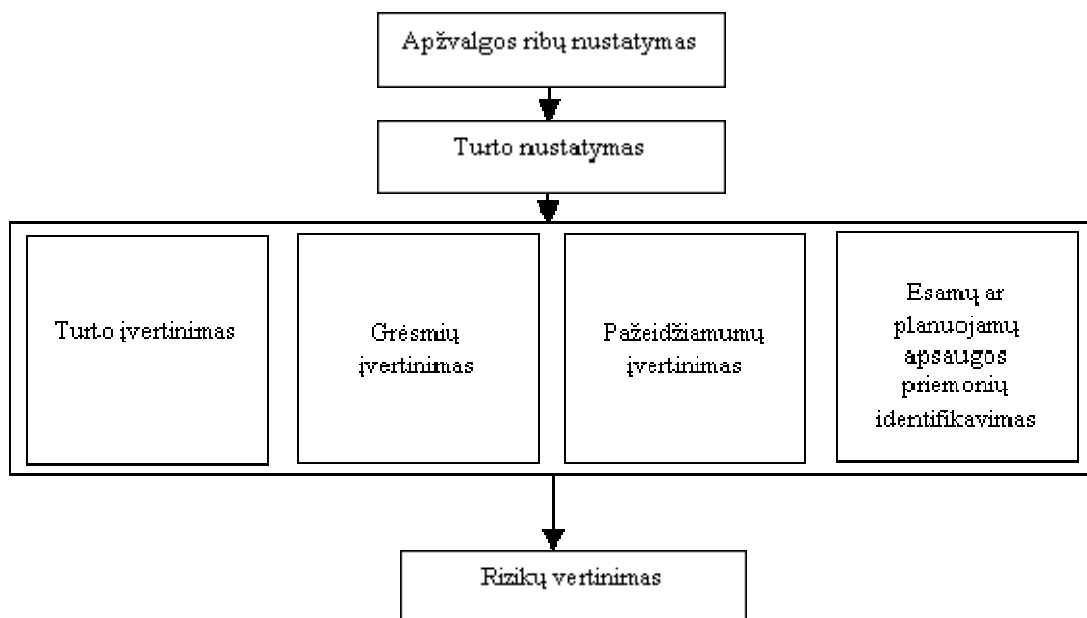 Apžvalgos ribų nustatymas
Turto nustatymas
Turto įvertinimas
Grėsmių
įvertinimas
Pažeidžiamumų
įvertinimas
Esamų ar
planuojamų
apsaugos
priemonių
identifikavimas
Rizikų vertinimas